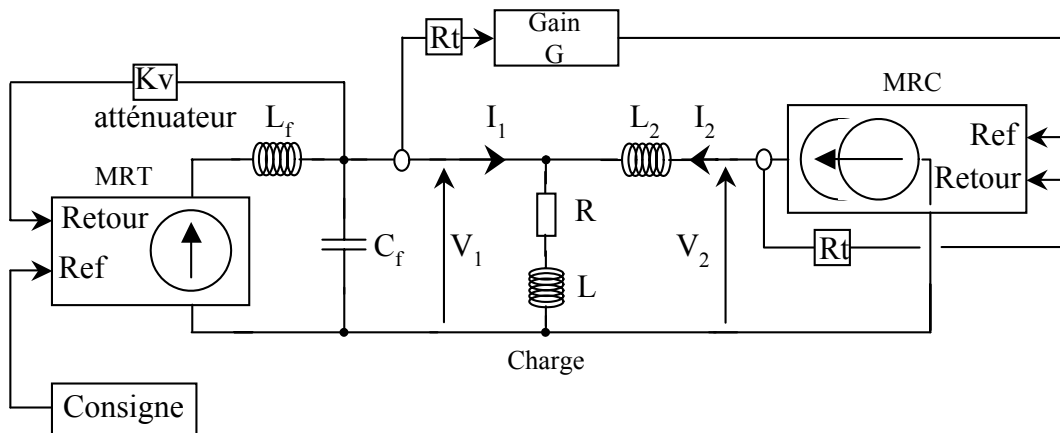 Rt
Gain
G
Kv
atténuateur
MRC
L_f
I_1
L_2
I_2
Ref
MRT
Retour
Retour
R
Ref
C_f
V_1
V_2
Rt
L
Charge
Consigne